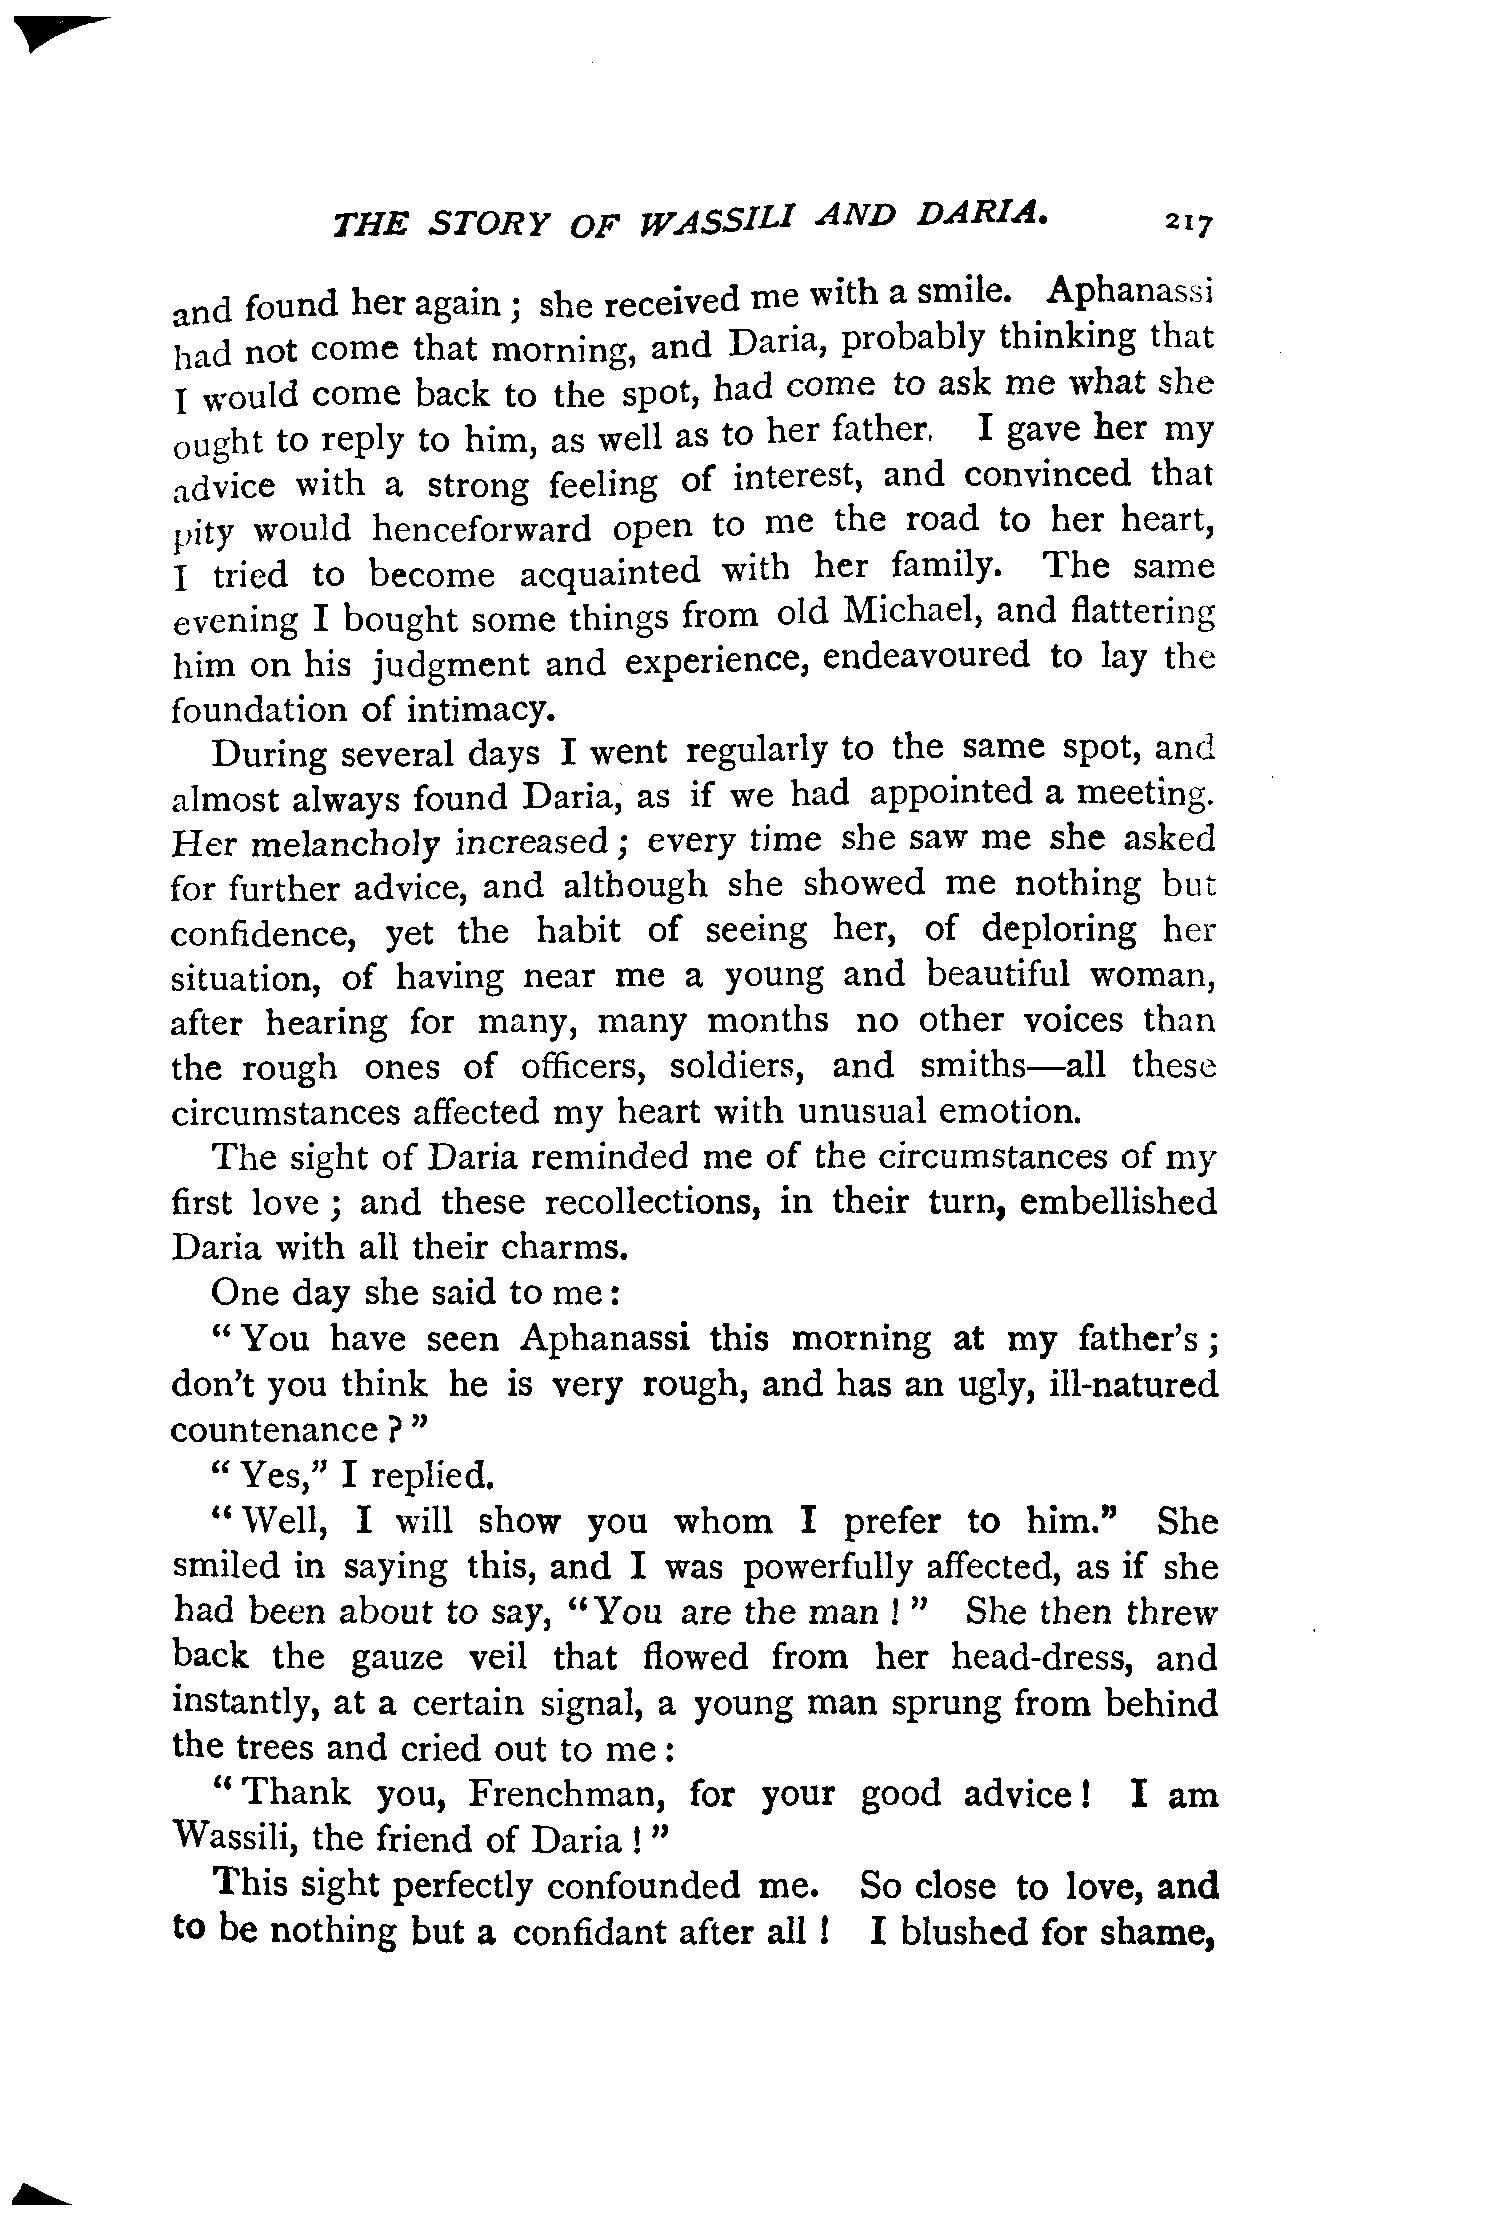 THE STORY OF WASSILI AND DARIA. 217
and found her again ; she received me with a smile. Aphanassi
had not come that morning, and Daria, probably thinking that
I would come back to the spot, had come to ask me what she
ought to reply to him, as well as to her father. I gave her my
advice with a strong feeling of interest, and convinced that
pity would henceforward open to me the road to her heart,
I tried to become acquainted with her family. The same
evening I bought some things from old Michael, and flattering
him on his judgment and experience, endeavoured to lay the
foundation of intimacy.
During several days I went regularly to the same spot, and
almost always found Daria, as if we had appointed a meeting.
Her melancholy increased ; every time she saw me she asked
for further advice, and although she showed me nothing but
confidence, yet the habit of seeing her, of deploring her
situation, of having near me a young and beautiful woman,
after hearing for many, many months no other voices than
the rough ones of officers, soldiers, and smiths—all these
circumstances affected my heart with unusual emotion.
The sight of Daria reminded me of the circumstances of my
first love ; and these recollections, in their turn, embellished
Daria with all their charms.
One day she said to me :
“ You have seen Aphanassi this morning at my father’s ;
don’t you think he is very rough, and has an ugly, ill-natured
countenance ? ”
“ Yes,” I replied.
“ Well, I will show you whom I prefer to him.” She
smiled in saying this, and I was powerfully affected, as if she
had been about to say, “ You are the man ! ” She then threw
back the gauze veil that flowed from her head-dress, and
instantly, at a certain signal, a young man sprung from behind
the trees and cried out to me :
“ Thank you, Frenchman, for your good advice ! I am
Wassili, the friend of Daria ! ”
This sight perfectly confounded me. So close to love, and
to be nothing but a confidant after all ! I blushed for shame,